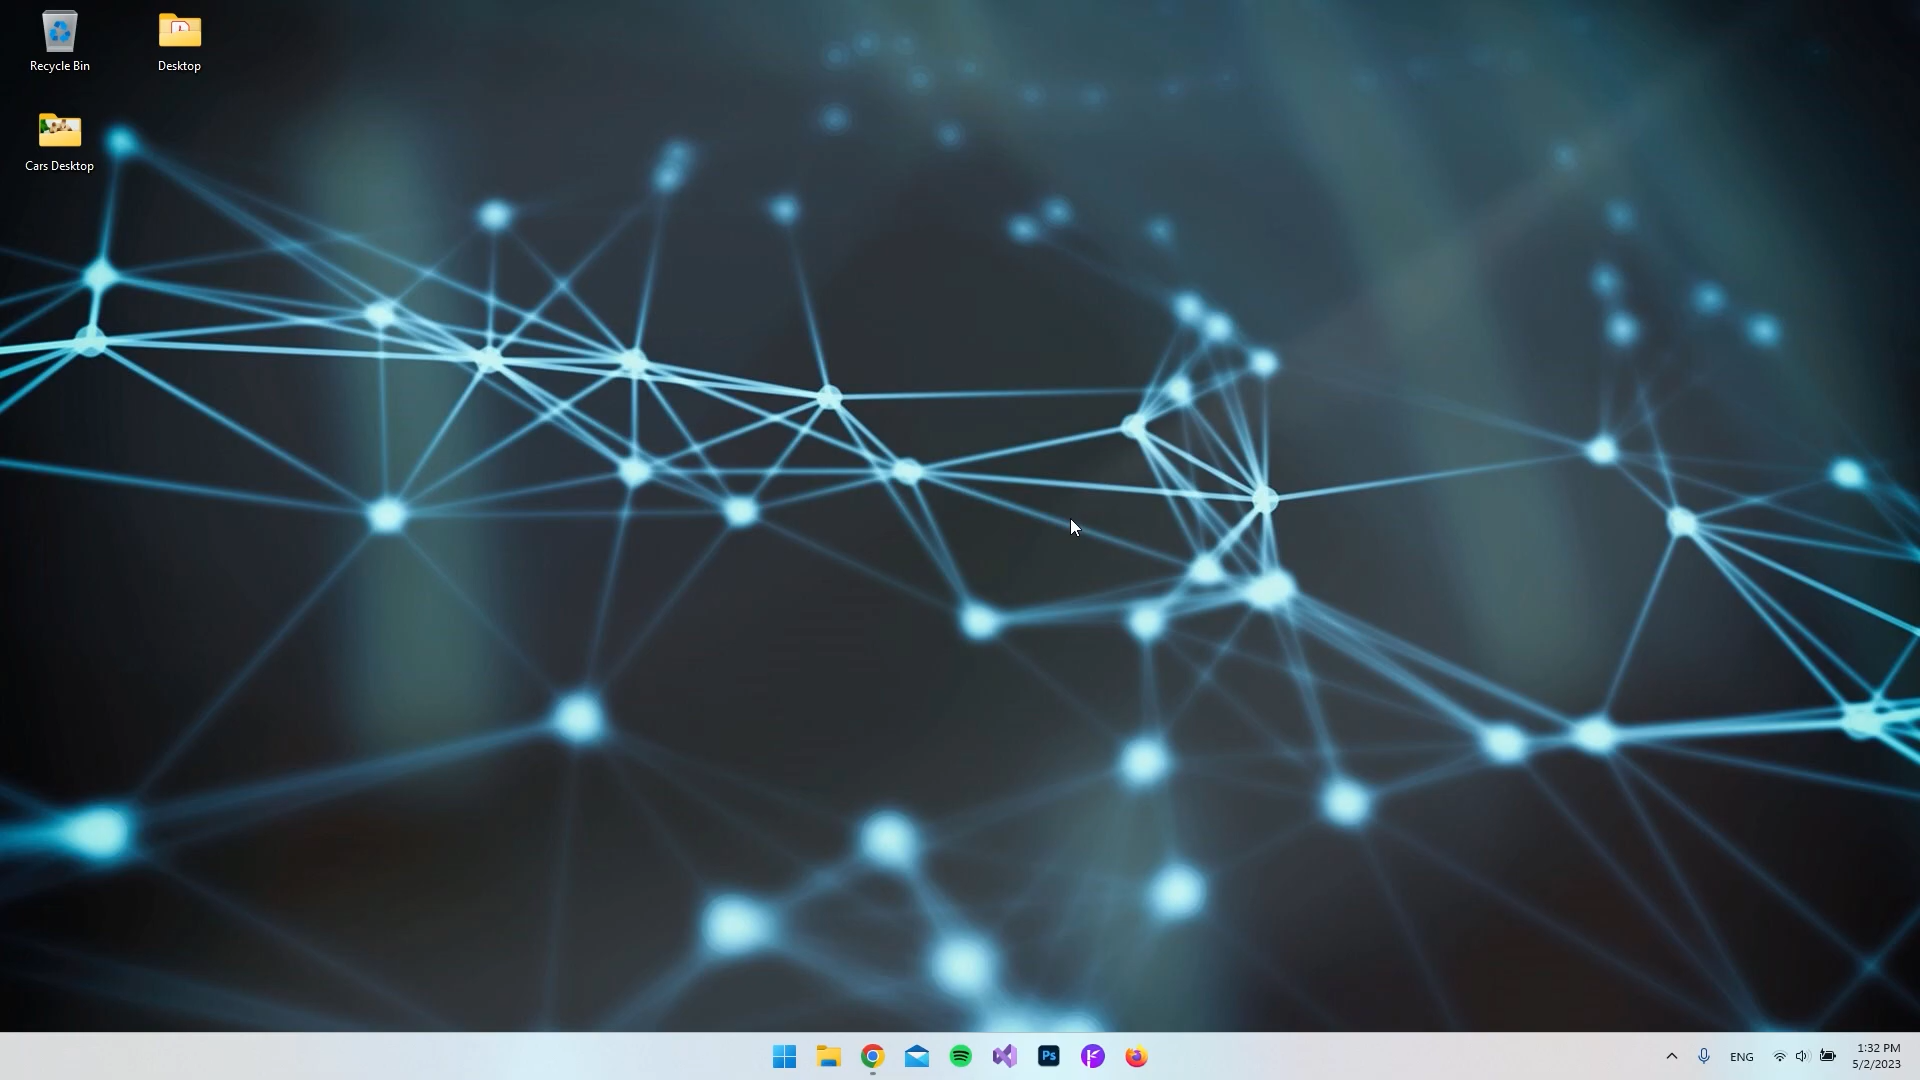 Recycle Bin
Desktop
Cars Desktop
Ps
ENG
1:32 PM
5/2/2023